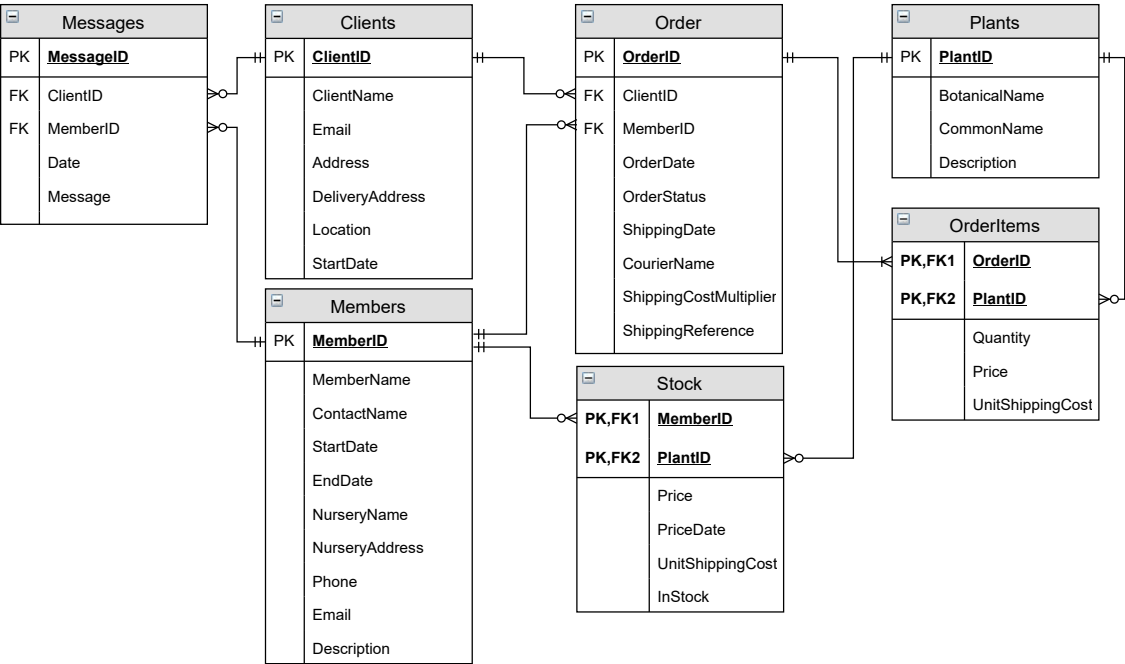 Messages
PK MessageID
FK ClientID
FK MemberID
Date
Message
Clients
PK ClientID
ClientName
Email
Address
DeliveryAddress
Location
StartDate
Members
PK MemberID
MemberName
ContactName
StartDate
EndDate
NurseryName
NurseryAddress
Phone
Email
Description
Order
PK OrderID
FK ClientID
FK MemberID
OrderDate
OrderStatus
ShippingDate
CourierName
ShippingCostMultiplier
ShippingReference
Stock
PK,FK1 MemberID
PK,FK2 PlantID
Price
PriceDate
UnitShippingCost
InStock
Plants
PK PlantID
BotanicalName
CommonName
Description
OrderItems
PK,FK1 OrderID
PK,FK2 PlantID
Quantity
Price
UnitShippingCost